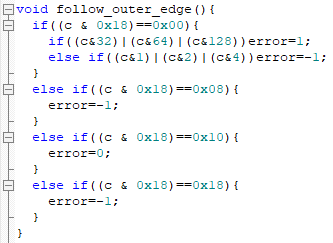 void follow_outer_edge(){
if((c & 0x18)==0x00){
if((c&32)|(c&64)|(c&128))error=1;
else if((c&1)|(c&2)|(c&4))error=-1;
}
else if((c & 0x18)==0x08){
error=-1;
}
else if((c & 0x18)==0x10){
error=0;
}
else if((c & 0x18)==0x18){
error=-1;
}
}